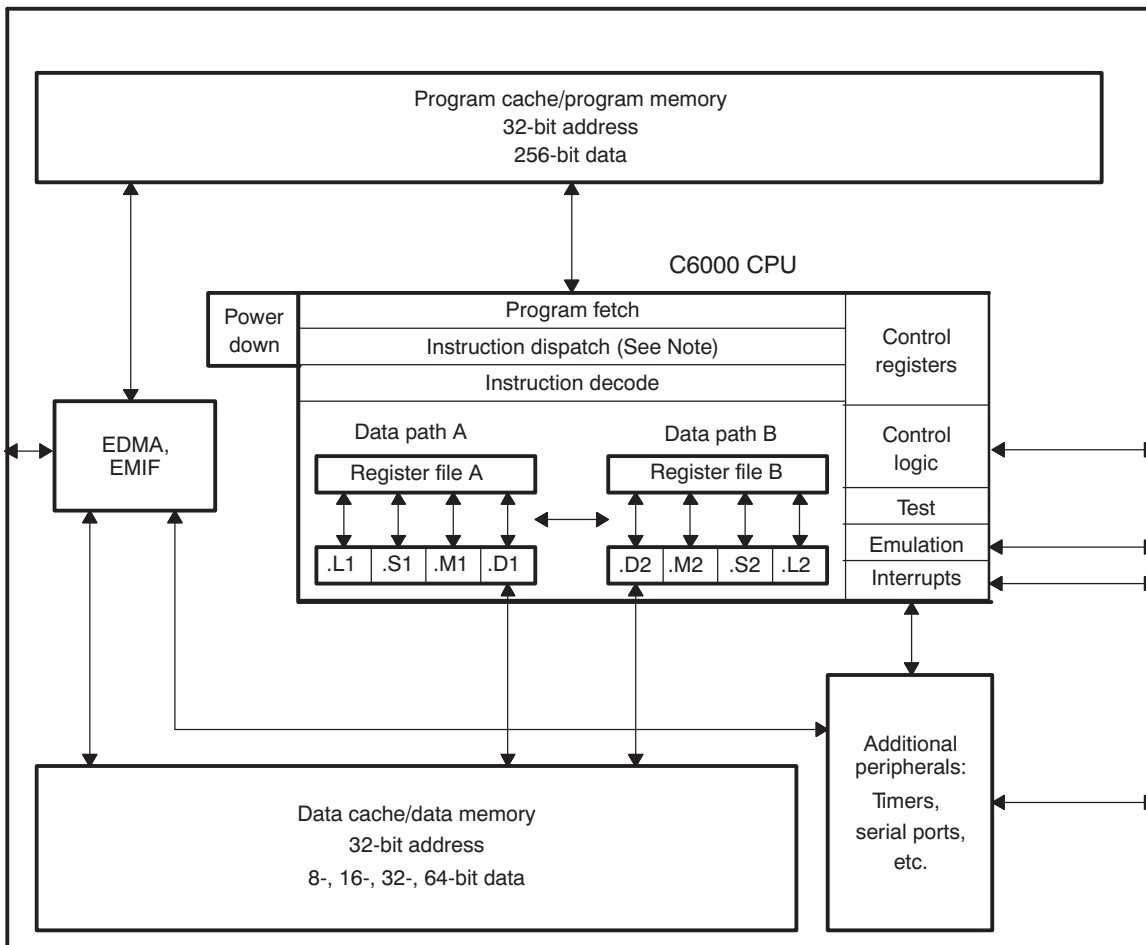 Program cache/program memory
32-bit address
256-bit data
C6000 CPU
Power
down
Program fetch
Instruction dispatch (See Note)
Instruction decode
Control
registers
EDMA,
EMIF
Data path A
Data path B
Register file A
Register file B
.L1 .S1 .M1 .D1
.D2 .M2 .S2 .L2
Control
logic
Test
Emulation
Interrupts
Data cache/data memory
32-bit address
8-, 16-, 32-, 64-bit data
Additional
peripherals:
Timers,
serial ports,
etc.